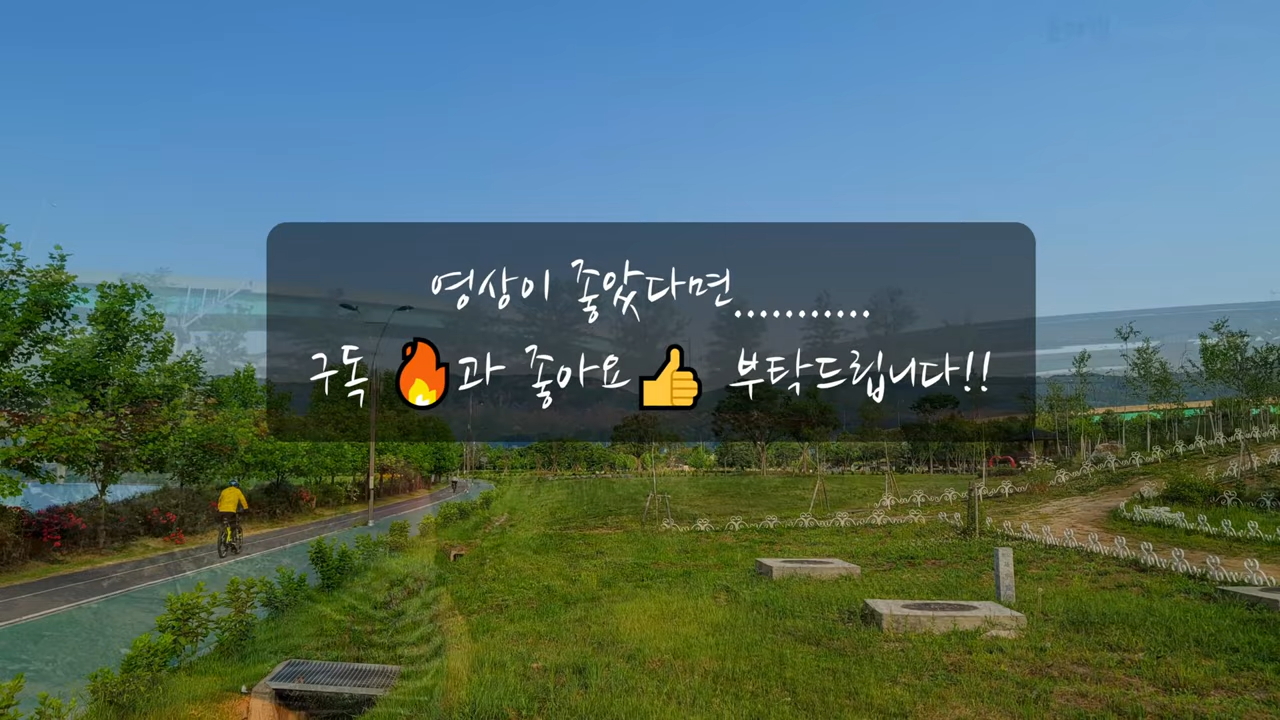 영상이 좋았다면...........
구독 🔥과 좋아요 👍 부탁드립니다!!